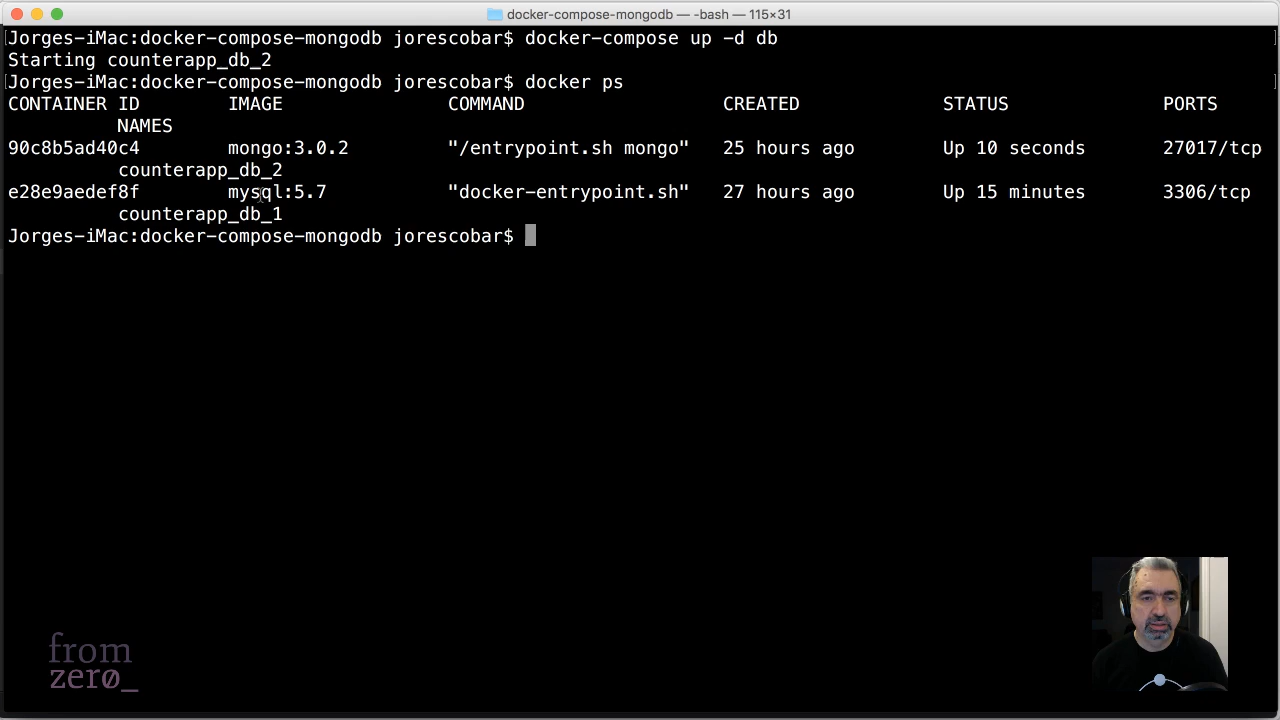 docker-compose-mongodb — -bash — 115×31
Jorges-iMac:docker-compose-mongodb jorescobar$ docker-compose up -d db
Starting counterapp_db_2
Jorges-iMac:docker-compose-mongodb jorescobar$ docker ps
CONTAINER ID IMAGE COMMAND CREATED STATUS PORTS
NAMES
90c8b5ad40c4 mongo:3.0.2 "/entrypoint.sh mongo" 25 hours ago Up 10 seconds 27017/tcp
counterapp_db_2
e28e9aedef8f mysql:5.7 "docker-entrypoint.sh" 27 hours ago Up 15 minutes 3306/tcp
counterapp_db_1
Jorges-iMac:docker-compose-mongodb jorescobar$
from
zerø_